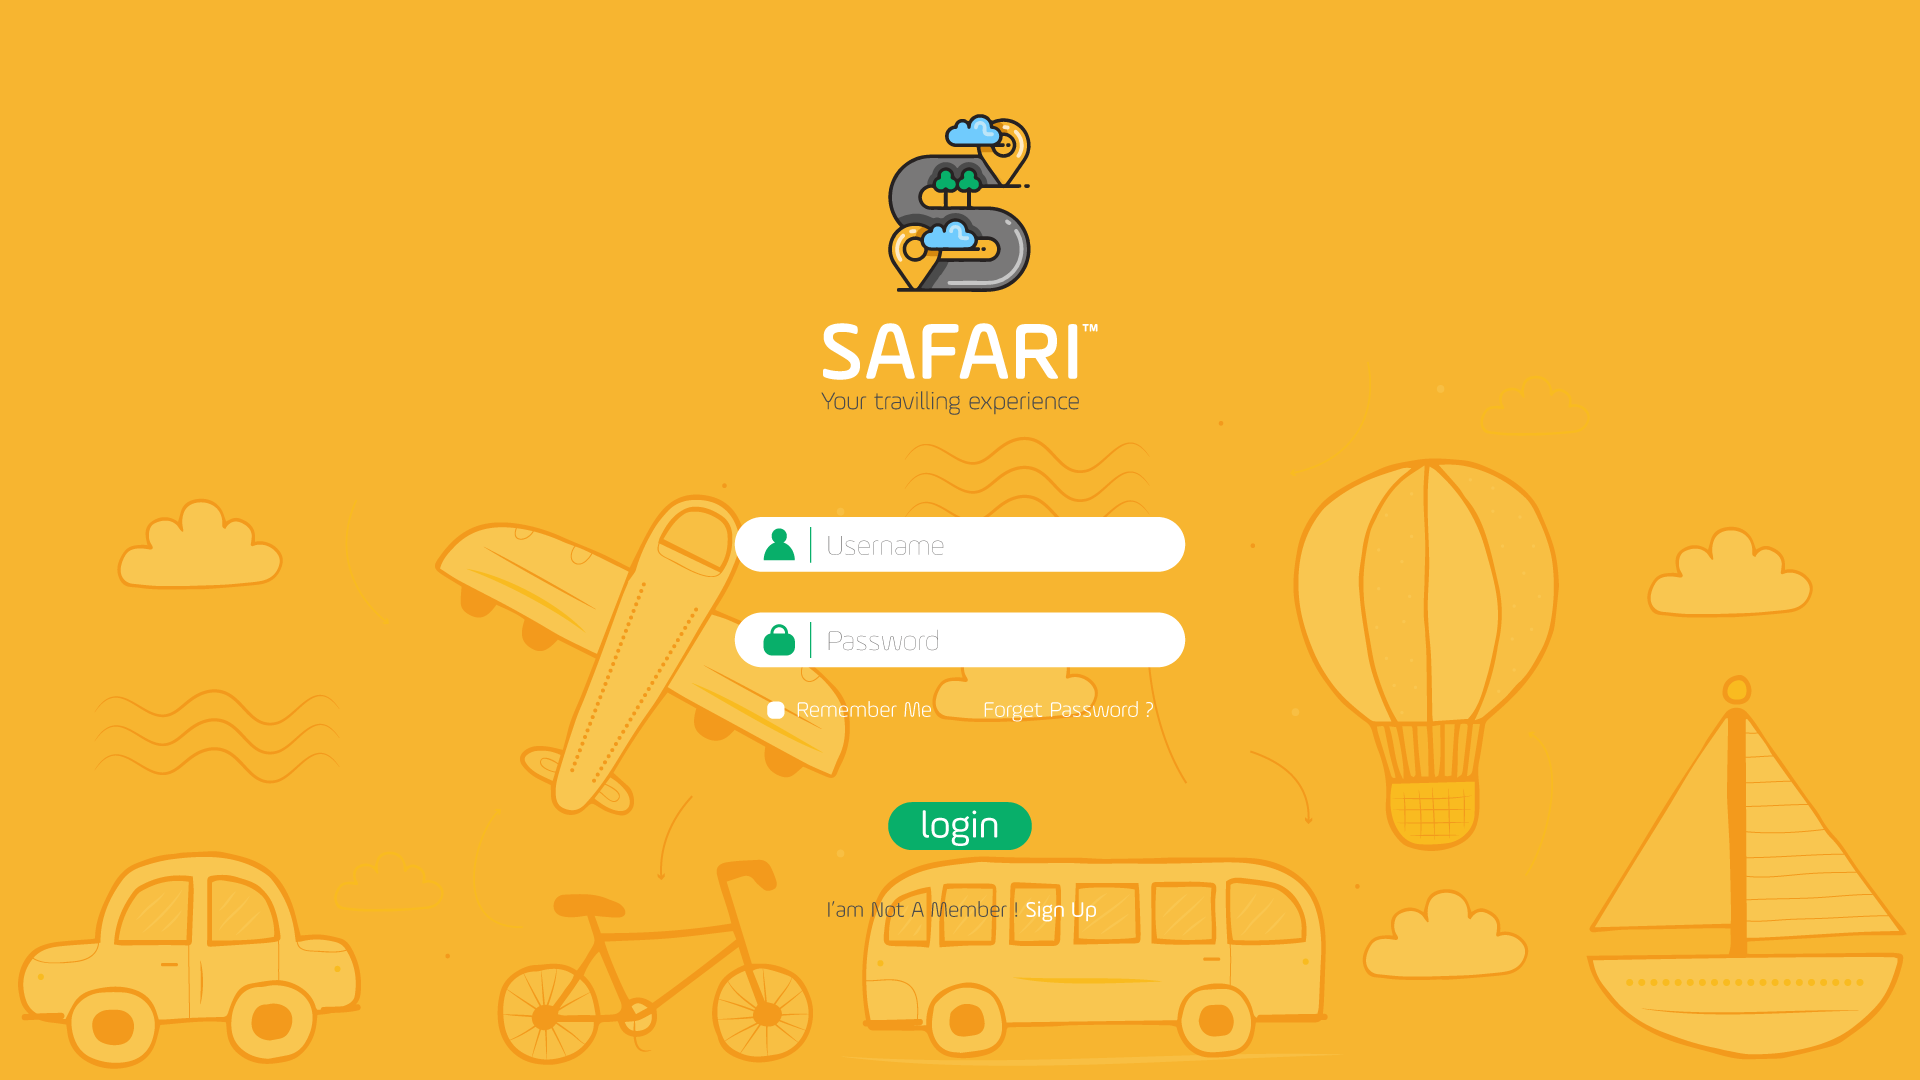 SAFARI™
Your travilling experience
Username
Password
Remember Me Forget Password ?
login
I'am Not A Member ! Sign Up